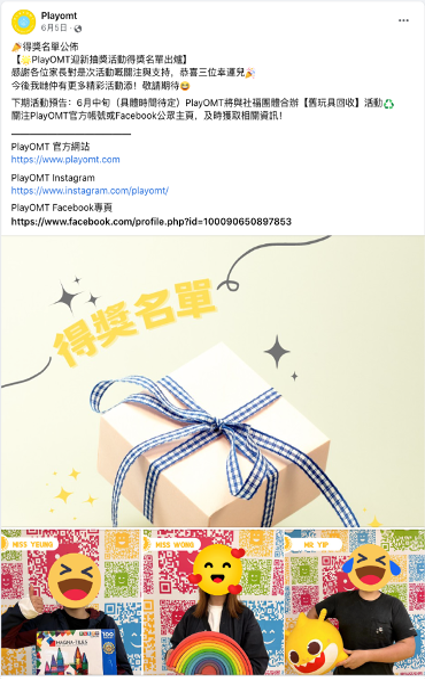 Playomt
6月5日
得獎名單公佈
【🌟PlayOMT迎新抽獎活動得獎名單出爐】
感謝各位家長對是次活動嘅關注與支持，恭喜三位幸運兒🎉
今後我哋仲有更多精彩活動添！敬請期待😄
下期活動預告：6月中旬（具體時間待定）PlayOMT將與社福團體合辦【舊玩具回收】活動♻️
關注PlayOMT官方帳號或Facebook公眾主頁，及時獲取相關資訊！
PlayOMT 官方網站
https://www.playomt.com
PlayOMT Instagram
https://www.instagram.com/playomt/
PlayOMT Facebook專頁
https://www.facebook.com/profile.php?id=100090650897853
得獎名單
MISS YEUNG
MISS WONG
MR YIP
MAGNA-TILES
100